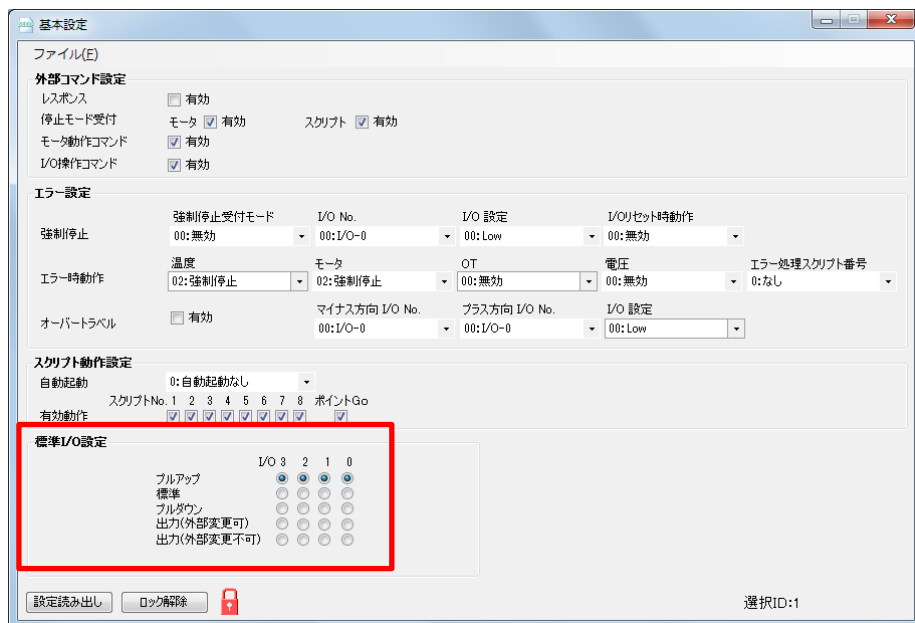 基本設定
ファイル(F)
外部コマンド設定
レスポンス 有効
停止モード受付 モータ 有効 スクリプト 有効
モータ動作コマンド 有効
I/O操作コマンド 有効
エラー設定
強制停止受付モード I/O No. I/O 設定 I/Oリセット時動作
強制停止 00:無効 00:I/O-0 00:Low 00:無効
温度 モータ OT 電圧 エラー処理スクリプト番号
エラー時動作 02:強制停止 02:強制停止 00:無効 00:無効 0:なし
マイナス方向 I/O No. プラス方向 I/O No. I/O 設定
オーバートラベル 有効 00:I/O-0 00:I/O-0 00:Low
スクリプト動作設定
自動起動 0:自動起動なし
スクリプトNo. 1 2 3 4 5 6 7 8 ポイントGo
有効動作
標準I/O設定
I/O 3 2 1 0
プルアップ
標準
プルダウン
出力(外部変更可)
出力(外部変更不可)
設定読み出し ロック解除 選択ID:1